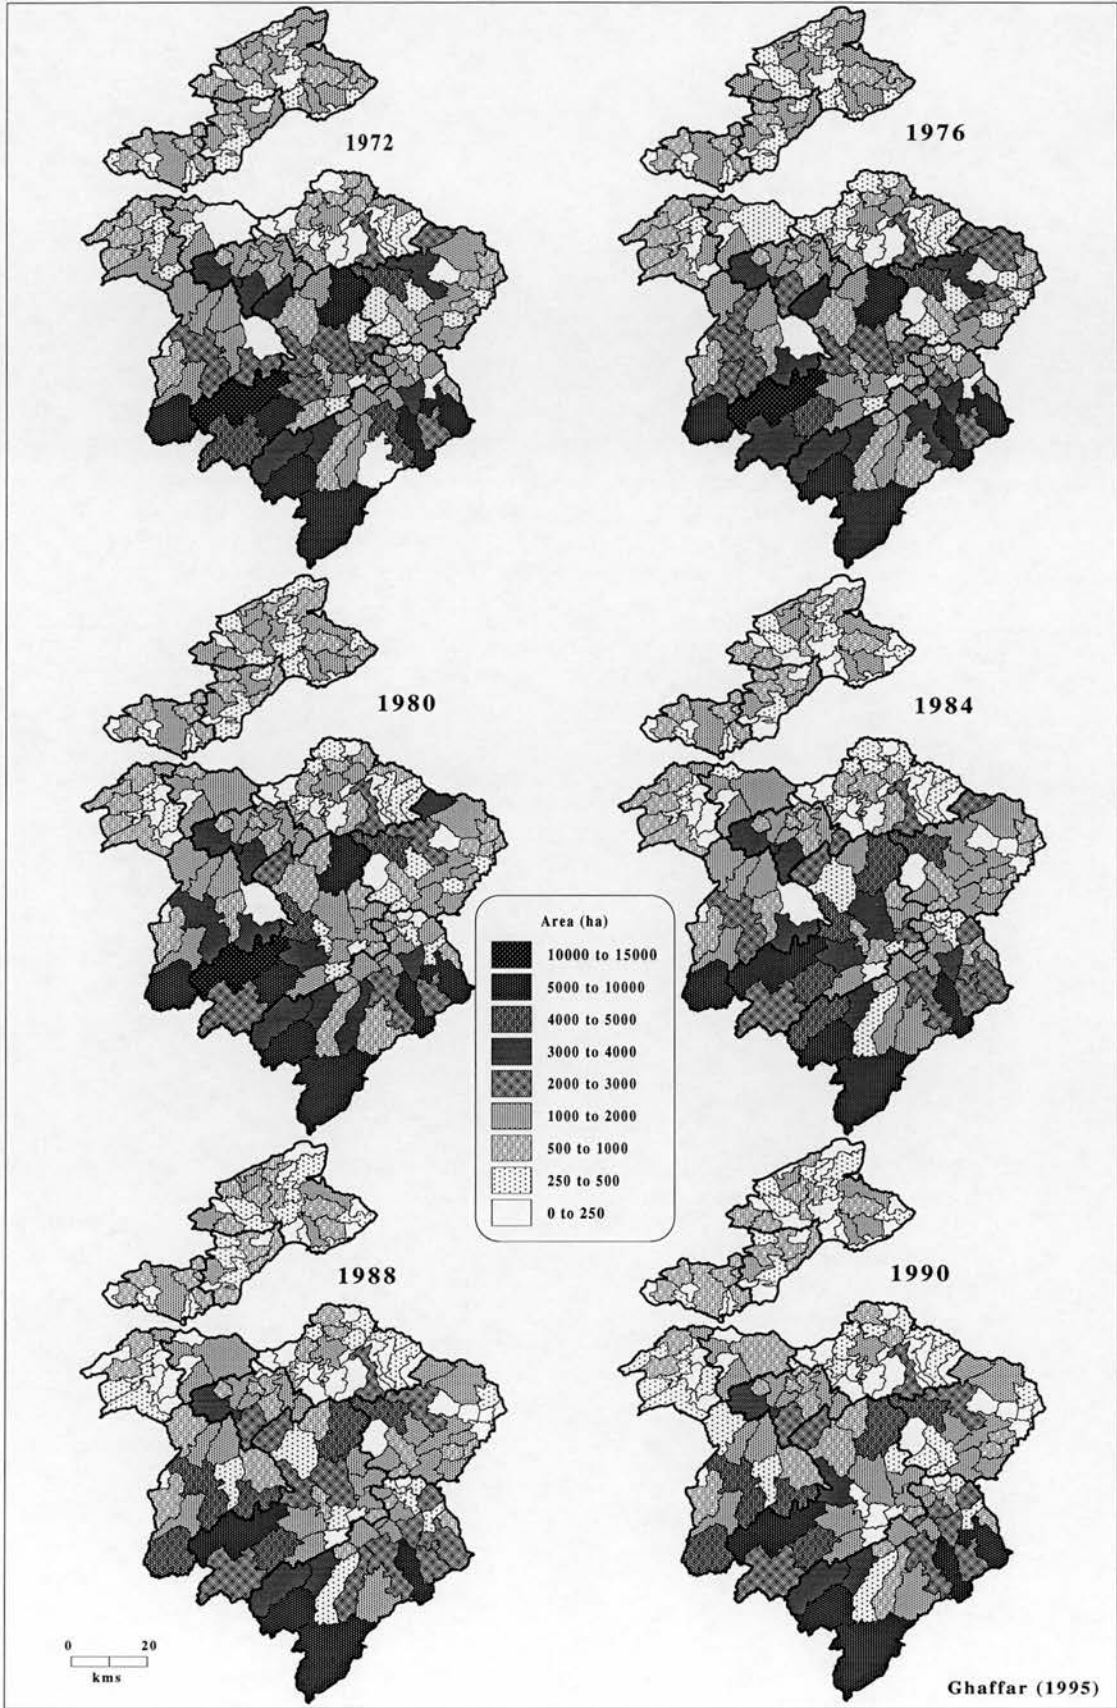 1972
1976
1980
1984
Area (ha)
10000 to 15000
5000 to 10000
4000 to 5000
3000 to 4000
2000 to 3000
1000 to 2000
500 to 1000
250 to 500
0 to 250
1988
1990
0 20
kms
Ghaffar (1995)